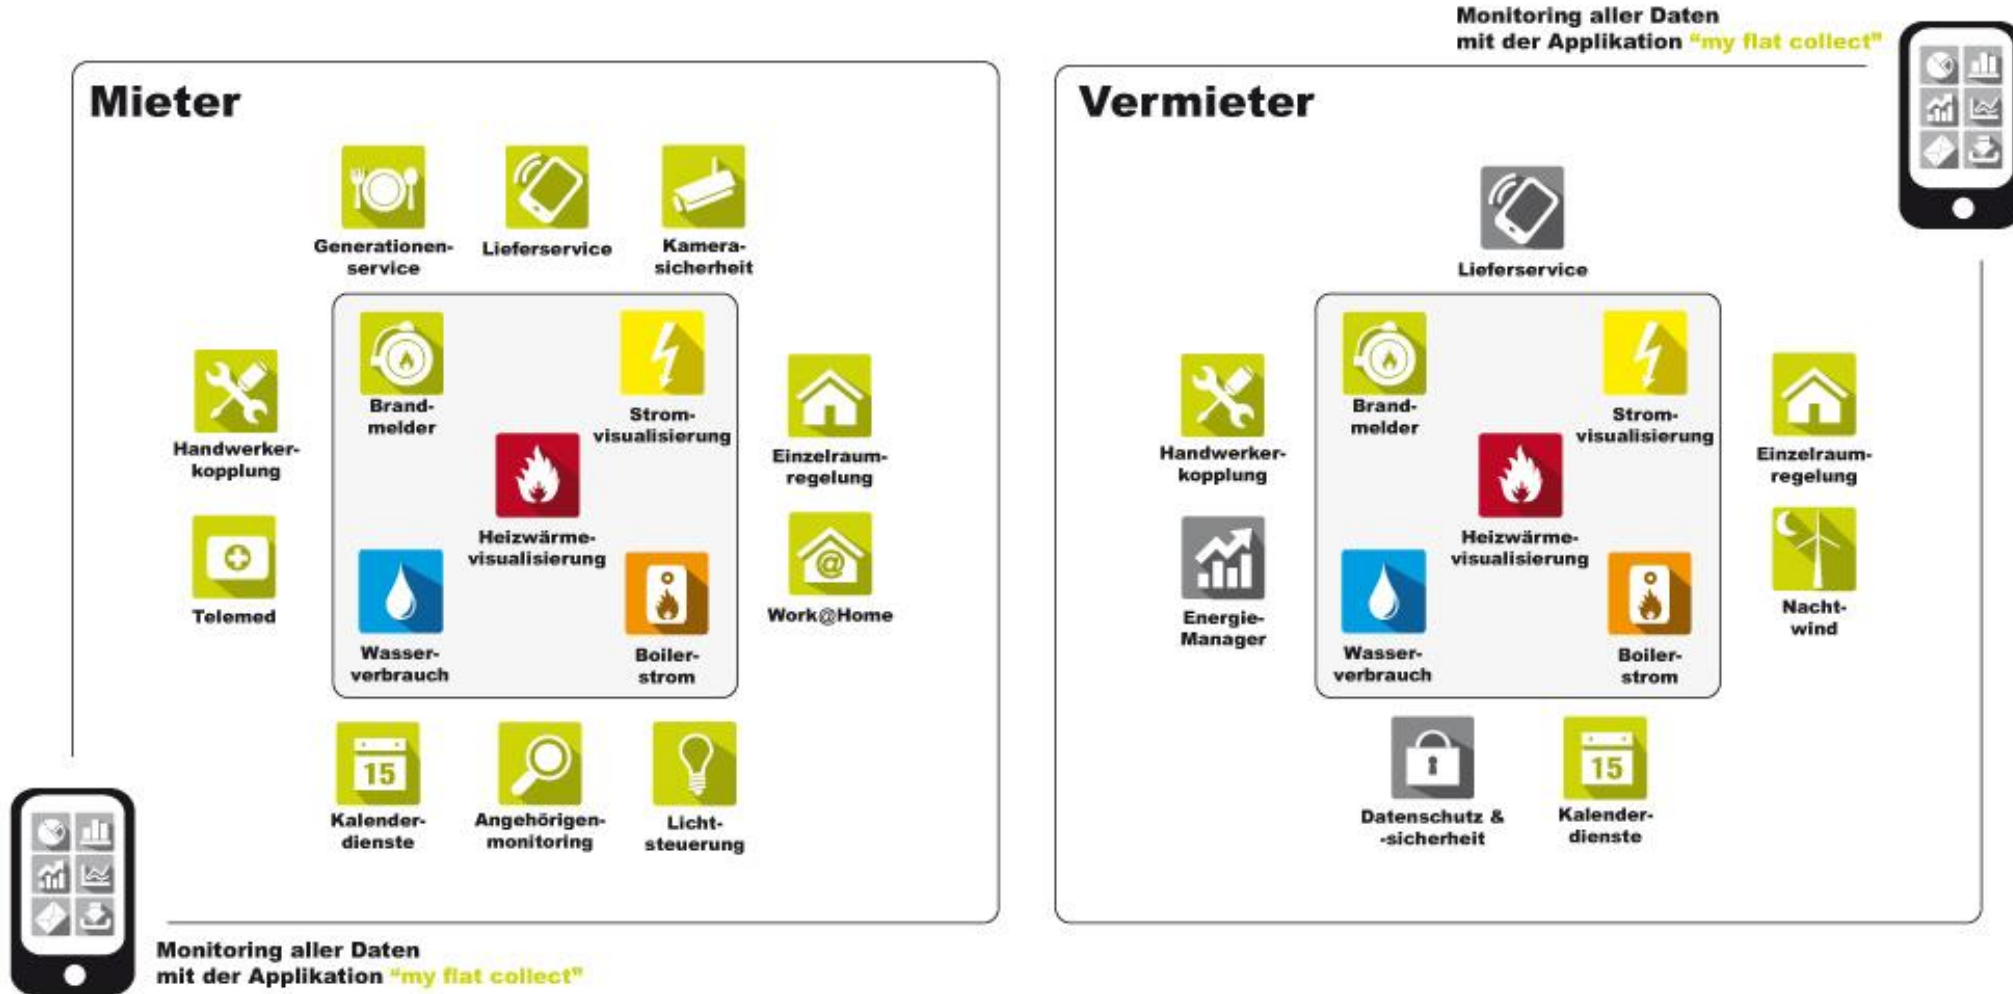 Monitoring aller Daten
mit der Applikation “my flat collect”
Mieter
Generationen-
service
Lieferservice
Kamera-
sicherheit
Handwerker-
kopplung
Telemed
Brand-
melder
Strom-
visualisierung
Heizwärme-
visualisierung
Wasser-
verbrauch
Boiler-
strom
Einzelraum-
regelung
@
Work@Home
15
Kalender-
dienste
Angehörigen-
monitoring
Licht-
steuerung
Monitoring aller Daten
mit der Applikation “my flat collect”
Vermieter
Lieferservice
Handwerker-
kopplung
Energie-
Manager
Brand-
melder
Strom-
visualisierung
Heizwärme-
visualisierung
Wasser-
verbrauch
Boiler-
strom
Einzelraum-
regelung
Nacht-
wind
Datenschutz &
-sicherheit
15
Kalender-
dienste